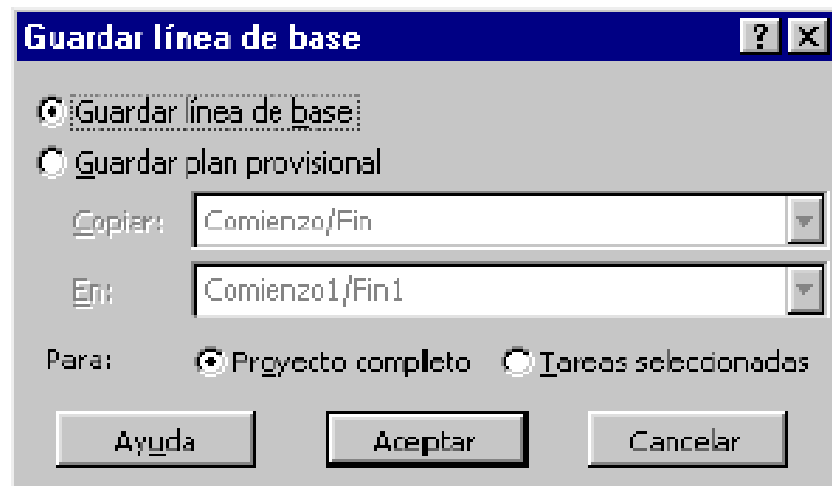 Guardar línea de base ? X
Guardar línea de base
Guardar plan provisional
Copiar: Comienzo/Fin
En: Comienzo1/Fin1
Para: Proyecto completo Tareas seleccionadas
Ayuda Aceptar Cancelar